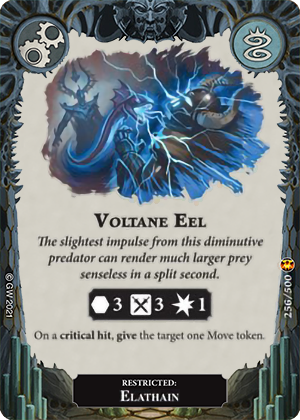 VOLTANE EEL
The slightest impulse from this diminutive
predator can render much larger prey
senseless in a split second.
3 3 1
On a critical hit, give the target one Move token.
RESTRICTED:
ELATHAIN
© GW 2021
256/500